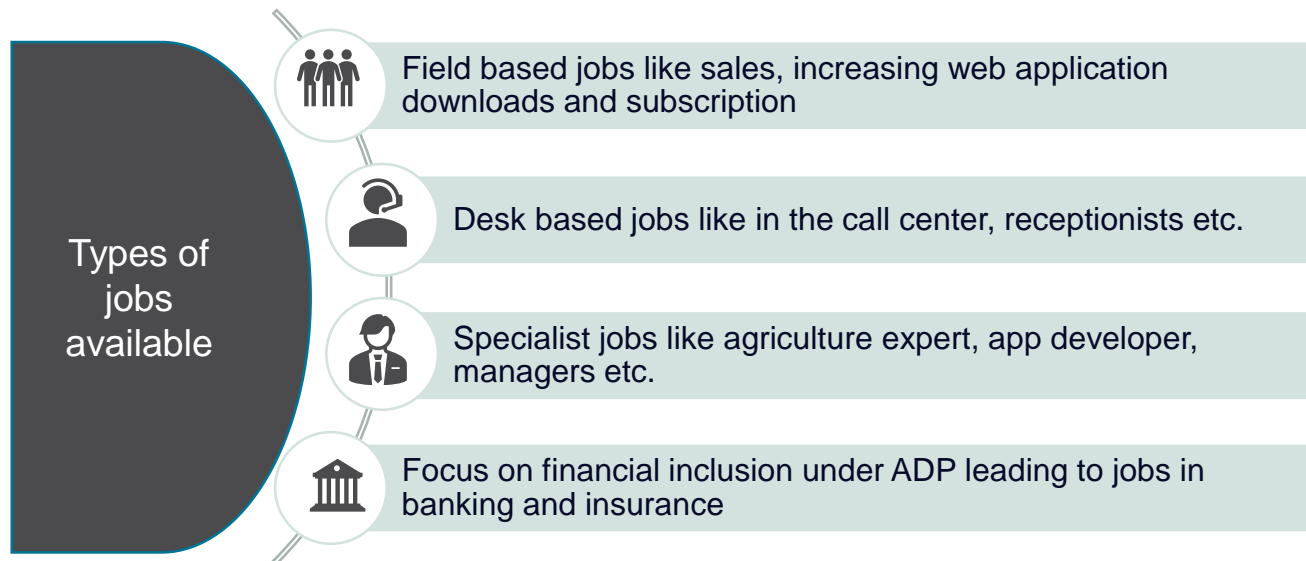 Types of
jobs
available
Field based jobs like sales, increasing web application
downloads and subscription
Desk based jobs like in the call center, receptionists etc.
Specialist jobs like agriculture expert, app developer,
managers etc.
Focus on financial inclusion under ADP leading to jobs in
banking and insurance